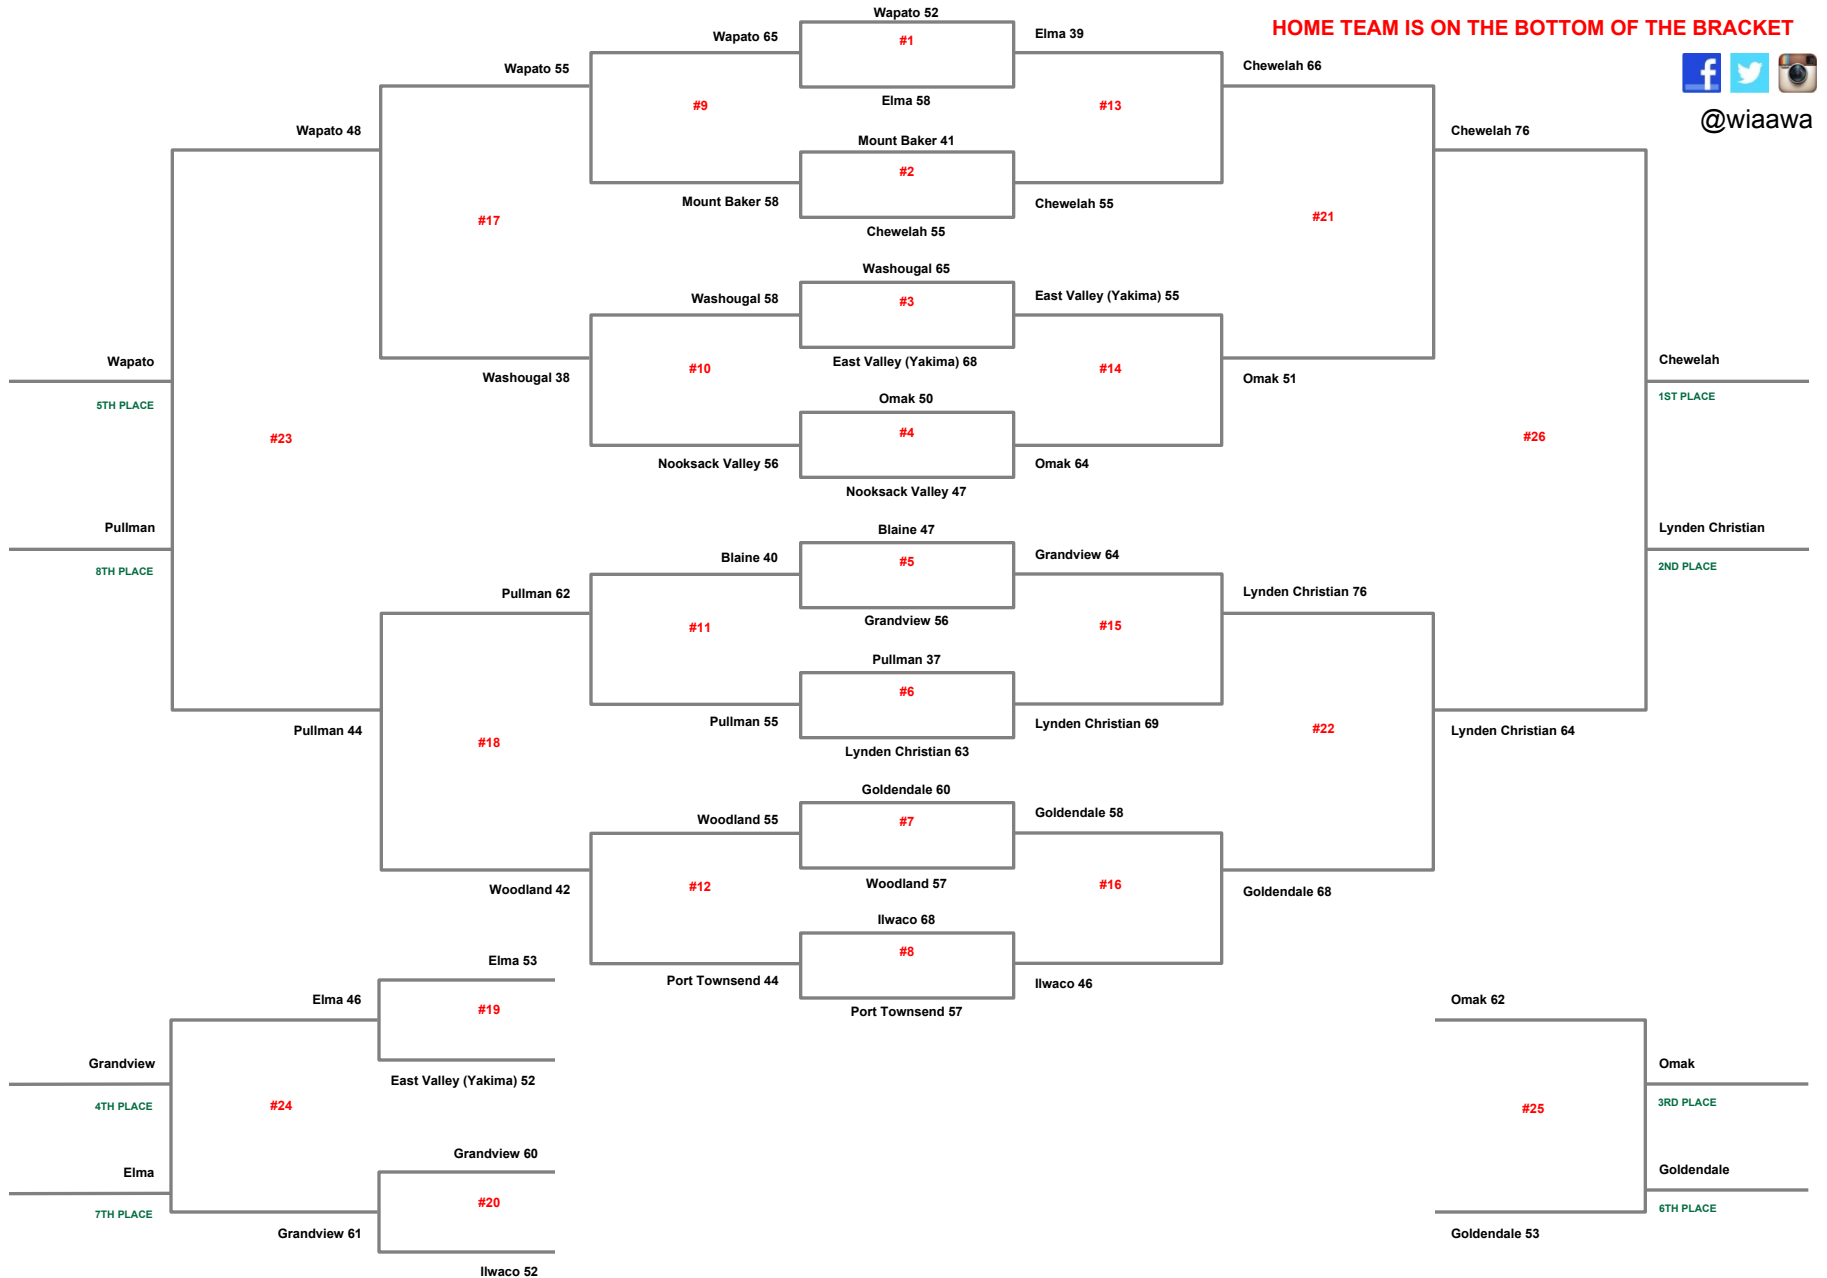 HOME TEAM IS ON THE BOTTOM OF THE BRACKET
@wiaawa
Wapato 52
#1
Elma 58
Mount Baker 41
#2
Chewelah 55
Washougal 65
#3
East Valley (Yakima) 68
Omak 50
#4
Nooksack Valley 47
Blaine 47
#5
Grandview 56
Pullman 37
#6
Lynden Christian 63
Goldendale 60
#7
Woodland 57
Ilwaco 68
#8
Port Townsend 57
Wapato 65
#9
Mount Baker 58
Washougal 58
#10
Nooksack Valley 56
Blaine 40
#11
Pullman 55
Woodland 55
#12
Port Townsend 44
Elma 39
#13
Chewelah 55
East Valley (Yakima) 55
#14
Omak 64
Grandview 64
#15
Lynden Christian 69
Goldendale 58
#16
Ilwaco 46
Wapato 55
#17
Washougal 38
Pullman 62
#18
Woodland 42
Elma 53
#19
East Valley (Yakima) 52
Grandview 60
#20
Ilwaco 52
Chewelah 66
#21
Omak 51
Lynden Christian 76
#22
Goldendale 68
Wapato 48
#23
Pullman 44
Wapato
5TH PLACE
Pullman
8TH PLACE
Elma 46
#24
Grandview 61
Grandview
4TH PLACE
Elma
7TH PLACE
Omak 62
#25
Goldendale 53
Omak
3RD PLACE
Goldendale
6TH PLACE
Chewelah 76
#26
Lynden Christian 64
Chewelah
1ST PLACE
Lynden Christian
2ND PLACE